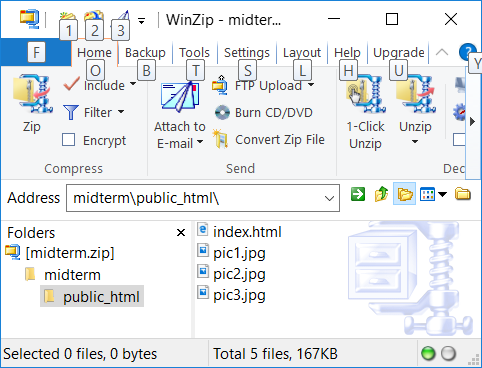 WinZip - midter...
1 2 3
F Home Backup Tools Settings Layout Help Upgrade
O B T S L H U Y
Include
FTP Upload
Filter
Burn CD/DVD
Encrypt
Convert Zip File
Zip
Attach to
E-mail
1-Click
Unzip
Unzip
Compress Send Dec
Address midterm\public_html\
Folders
[midterm.zip]
midterm
public_html
index.html
pic1.jpg
pic2.jpg
pic3.jpg
Selected 0 files, 0 bytes Total 5 files, 167KB